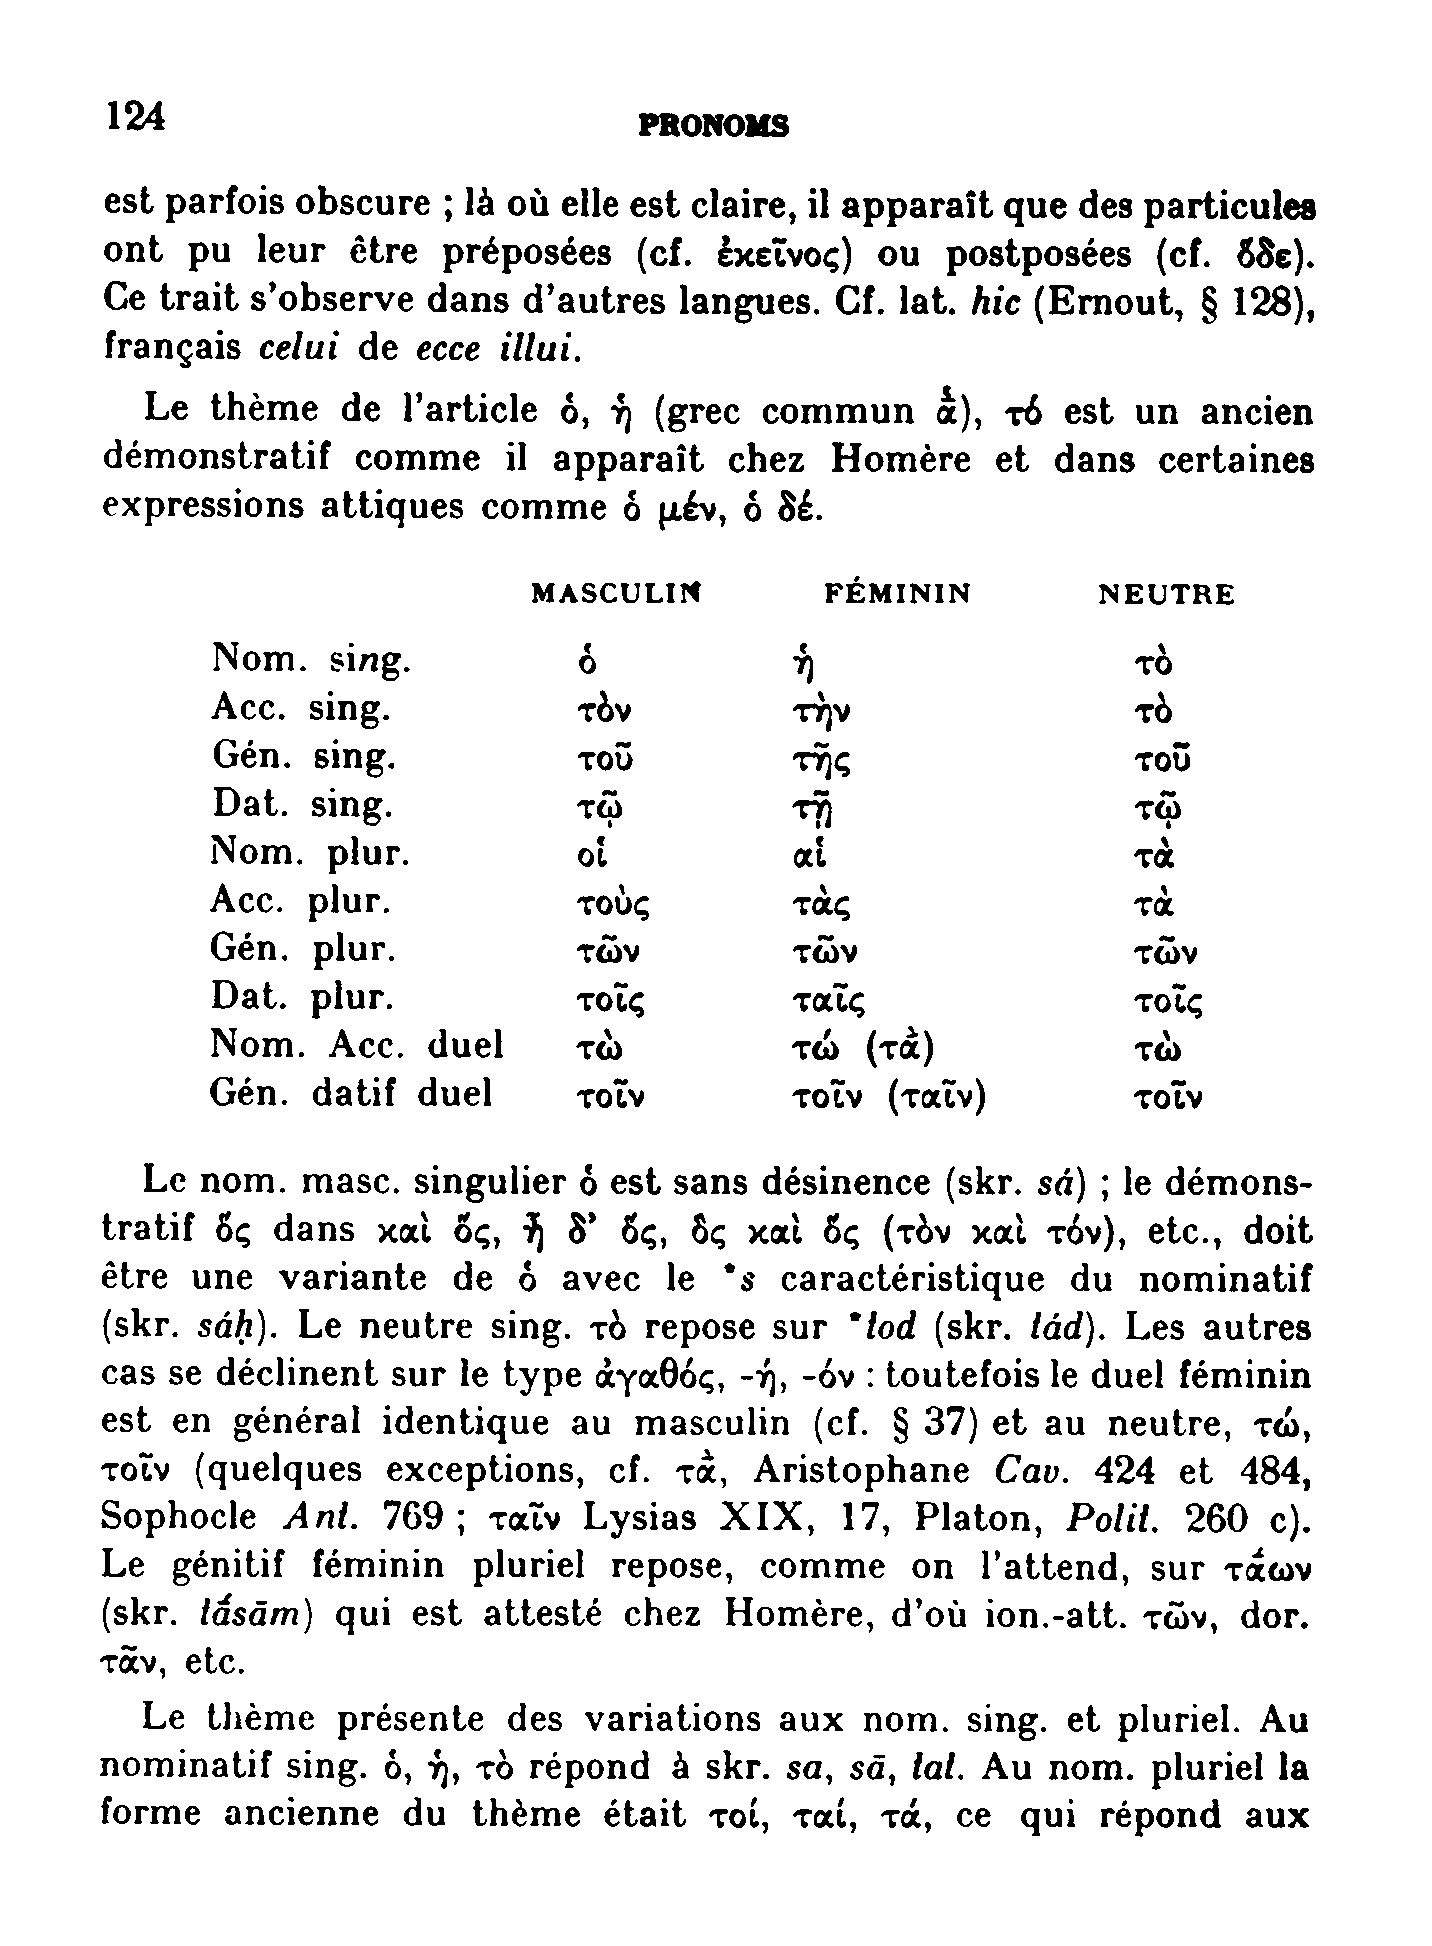 124
PRONOMS
est parfois obscure ; là où elle est claire, il apparaît que des particules
ont pu leur être préposées (cf. ἐκεῖνος) ou postposées (cf. ὅδε).
Ce trait s'observe dans d'autres langues. Cf. lat. hic (Ernout, § 128),
français celui de ecce illui.
Le thème de l'article ὁ, ἡ (grec commun ἁ̄), τό est un ancien
démonstratif comme il apparaît chez Homère et dans certaines
expressions attiques comme ὁ μέν, ὁ δέ.
MASCULIN FÉMININ NEUTRE
Nom. sing. ὁ ἡ τὸ
Acc. sing. τὸν τὴν τὸ
Gén. sing. τοῦ τῆς τοῦ
Dat. sing. τῷ τῇ τῷ
Nom. plur. οἱ αἱ τὰ
Acc. plur. τοὺς τὰς τὰ
Gén. plur. τῶν τῶν τῶν
Dat. plur. τοῖς ταῖς τοῖς
Nom. Acc. duel τὼ τώ (τὰ̄) τὼ
Gén. datif duel τοῖν τοῖν (ταῖν) τοῖν
Le nom. masc. singulier ὁ est sans désinence (skr. sá) ; le démons-
tratif ὅς dans καὶ ὅς, ἦ δ' ὅς, ὃς καὶ ὅς (τὸν καὶ τόν), etc., doit
être une variante de ὁ avec le *s caractéristique du nominatif
(skr. sáḥ). Le neutre sing. τὸ repose sur *tod (skr. tád). Les autres
cas se déclinent sur le type ἀγαθός, -ή, -όν : toutefois le duel féminin
est en général identique au masculin (cf. § 37) et au neutre, τώ,
τοῖν (quelques exceptions, cf. τὰ̄, Aristophane Cav. 424 et 484,
Sophocle Ant. 769 ; ταῖν Lysias XIX, 17, Platon, Polit. 260 c).
Le génitif féminin pluriel repose, comme on l'attend, sur τά̄ων
(skr. tā́sām) qui est attesté chez Homère, d'où ion.-att. τῶν, dor.
τᾶν, etc.
Le thème présente des variations aux nom. sing. et pluriel. Au
nominatif sing. ὁ, ἡ, τὸ répond à skr. sa, sā, tat. Au nom. pluriel la
forme ancienne du thème était τοί, ταί, τά, ce qui répond aux